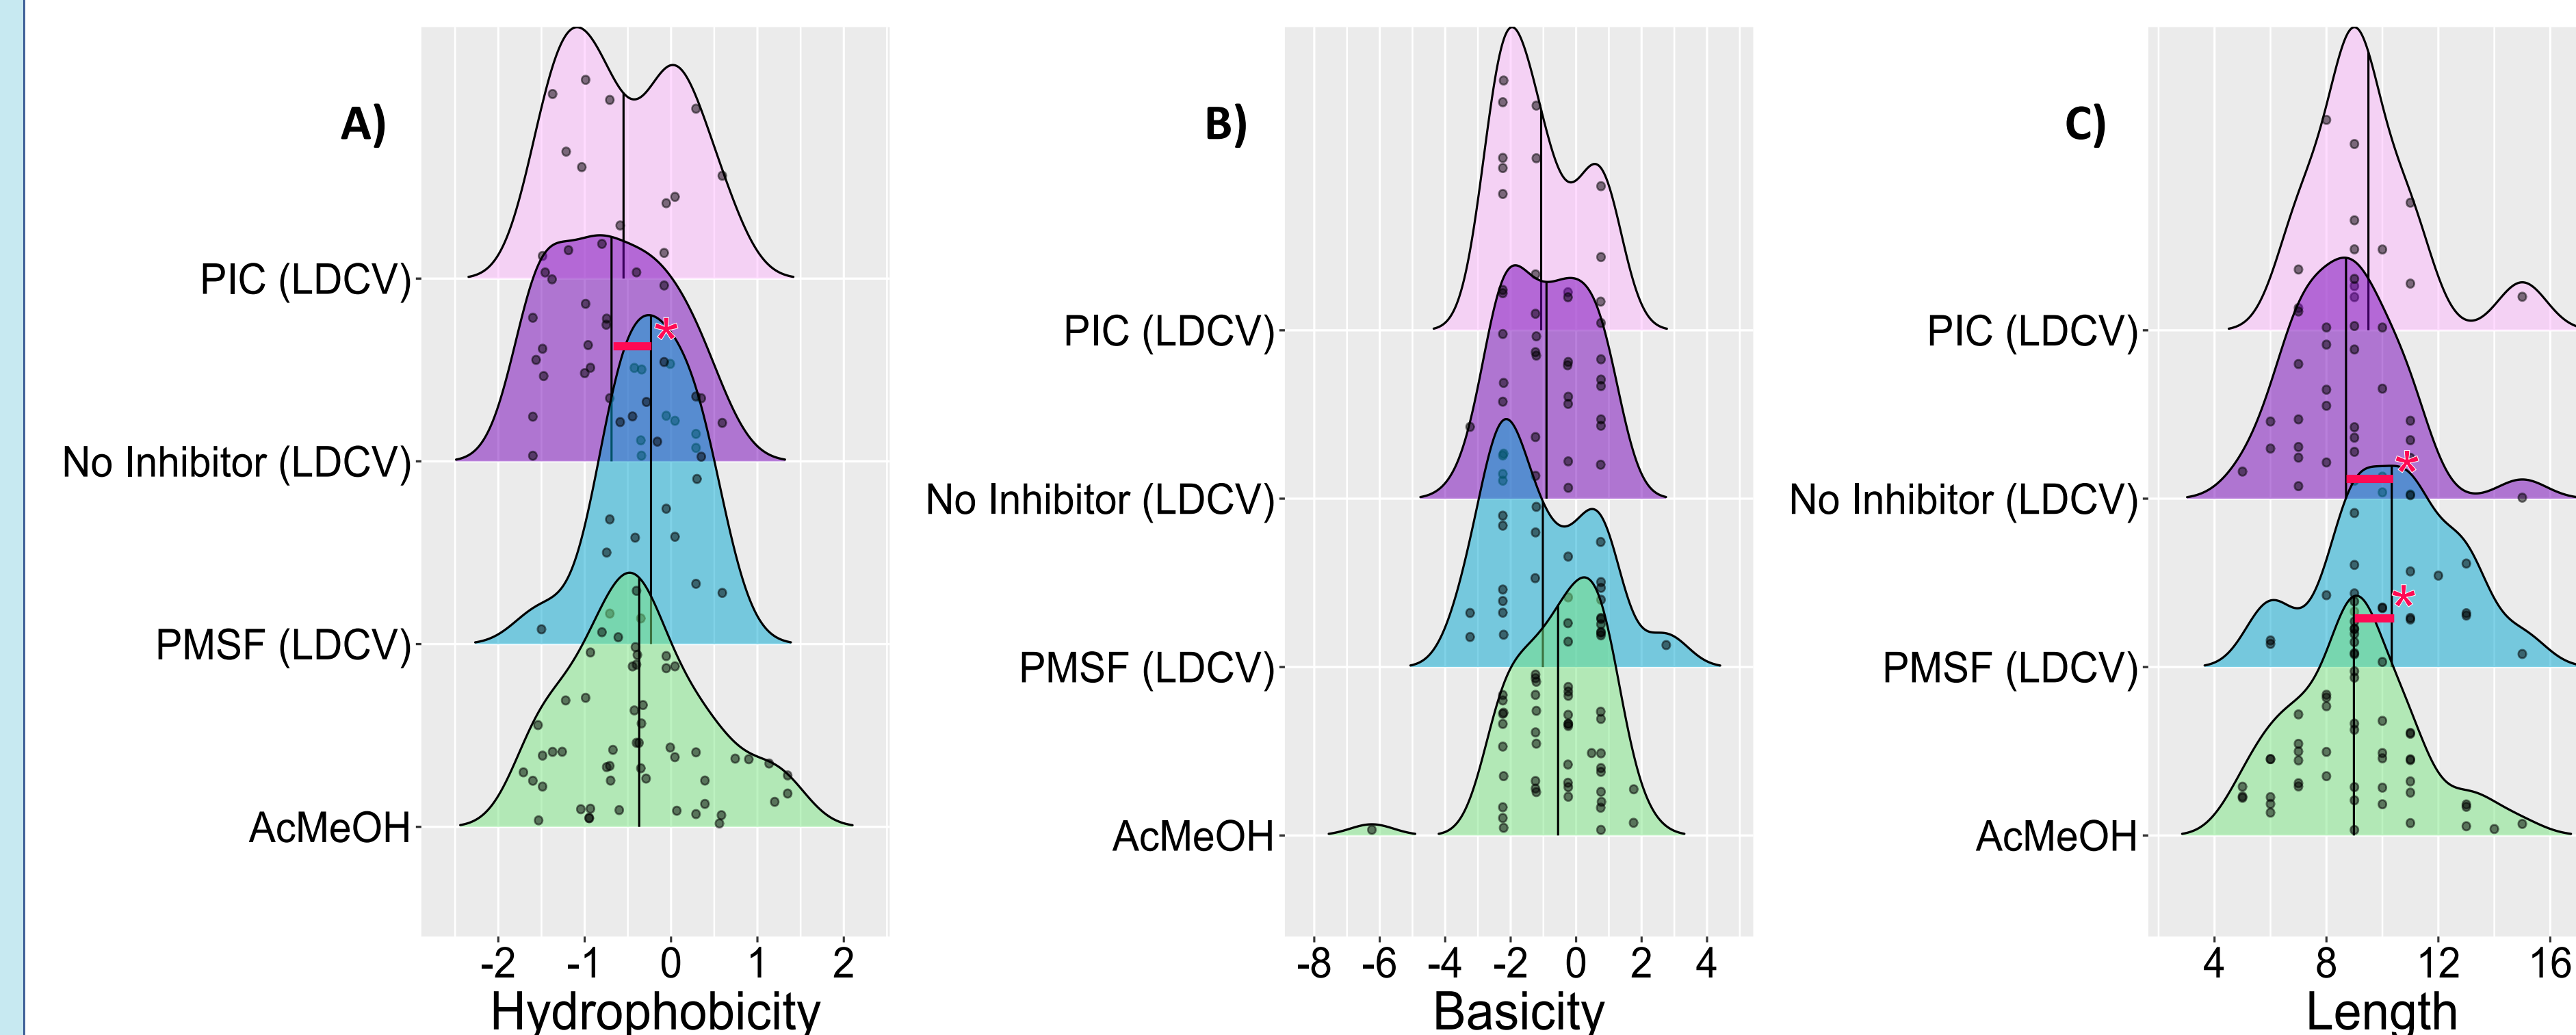 A)
PIC (LDCV)
No Inhibitor (LDCV)
*
PMSF (LDCV)
AcMeOH
-2 -1 0 1 2
Hydrophobicity
B)
PIC (LDCV)
No Inhibitor (LDCV)
PMSF (LDCV)
AcMeOH
-8 -6 -4 -2 0 2 4
Basicity
C)
PIC (LDCV)
No Inhibitor (LDCV)
*
*
PMSF (LDCV)
AcMeOH
4 8 12 16
Length